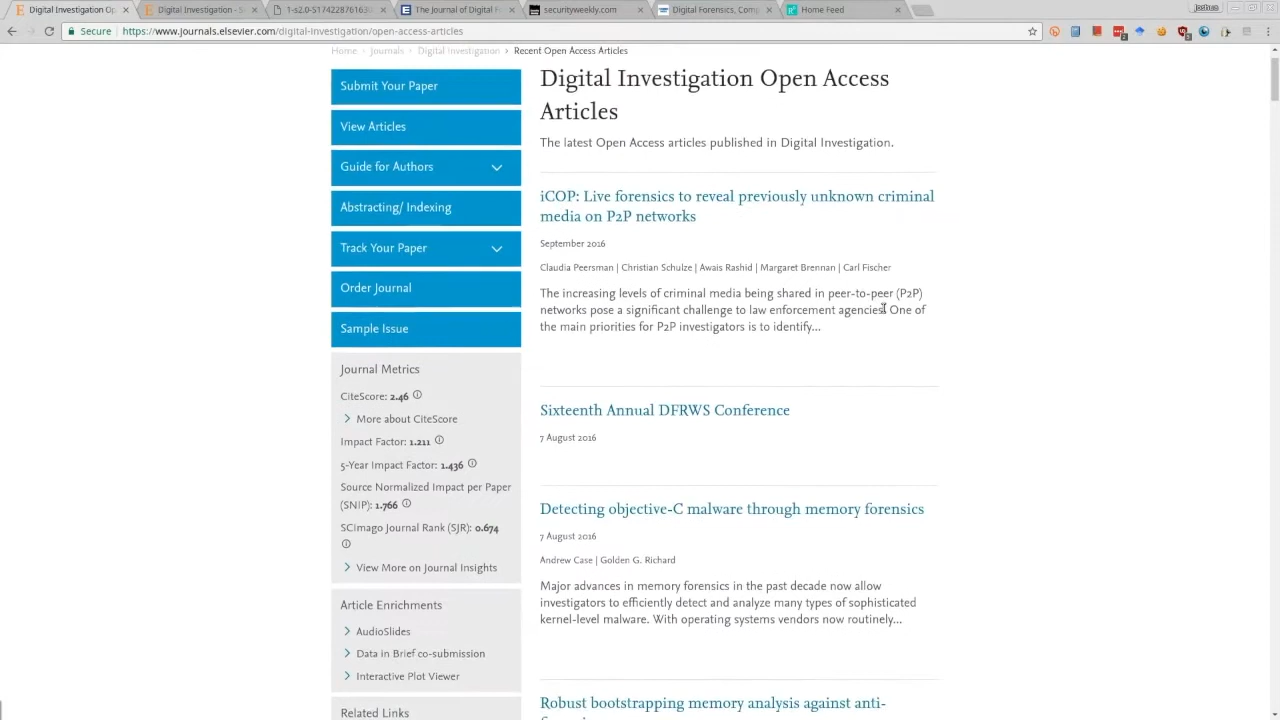 Digital Investigation Op
Digital Investigation - S
1-s2.0-S174228761630
The Journal of Digital F
securityweekly.com
Digital Forensics, Comp
Home Feed
Joshua
Secure
https://www.journals.elsevier.com/digital-investigation/open-access-articles
Home › Journals › Digital Investigation › Recent Open Access Articles
Submit Your Paper
View Articles
Guide for Authors
Abstracting/ Indexing
Track Your Paper
Order Journal
Sample Issue
Journal Metrics
CiteScore: 2.46
More about CiteScore
Impact Factor: 1.211
5-Year Impact Factor: 1.436
Source Normalized Impact per Paper
(SNIP): 1.766
SCImago Journal Rank (SJR): 0.674
View More on Journal Insights
Article Enrichments
AudioSlides
Data in Brief co-submission
Interactive Plot Viewer
Related Links
Digital Investigation Open Access
Articles
The latest Open Access articles published in Digital Investigation.
iCOP: Live forensics to reveal previously unknown criminal
media on P2P networks
September 2016
Claudia Peersman | Christian Schulze | Awais Rashid | Margaret Brennan | Carl Fischer
The increasing levels of criminal media being shared in peer-to-peer (P2P)
networks pose a significant challenge to law enforcement agencies. One of
the main priorities for P2P investigators is to identify...
Sixteenth Annual DFRWS Conference
7 August 2016
Detecting objective-C malware through memory forensics
7 August 2016
Andrew Case | Golden G. Richard
Major advances in memory forensics in the past decade now allow
investigators to efficiently detect and analyze many types of sophisticated
kernel-level malware. With operating systems vendors now routinely...
Robust bootstrapping memory analysis against anti-